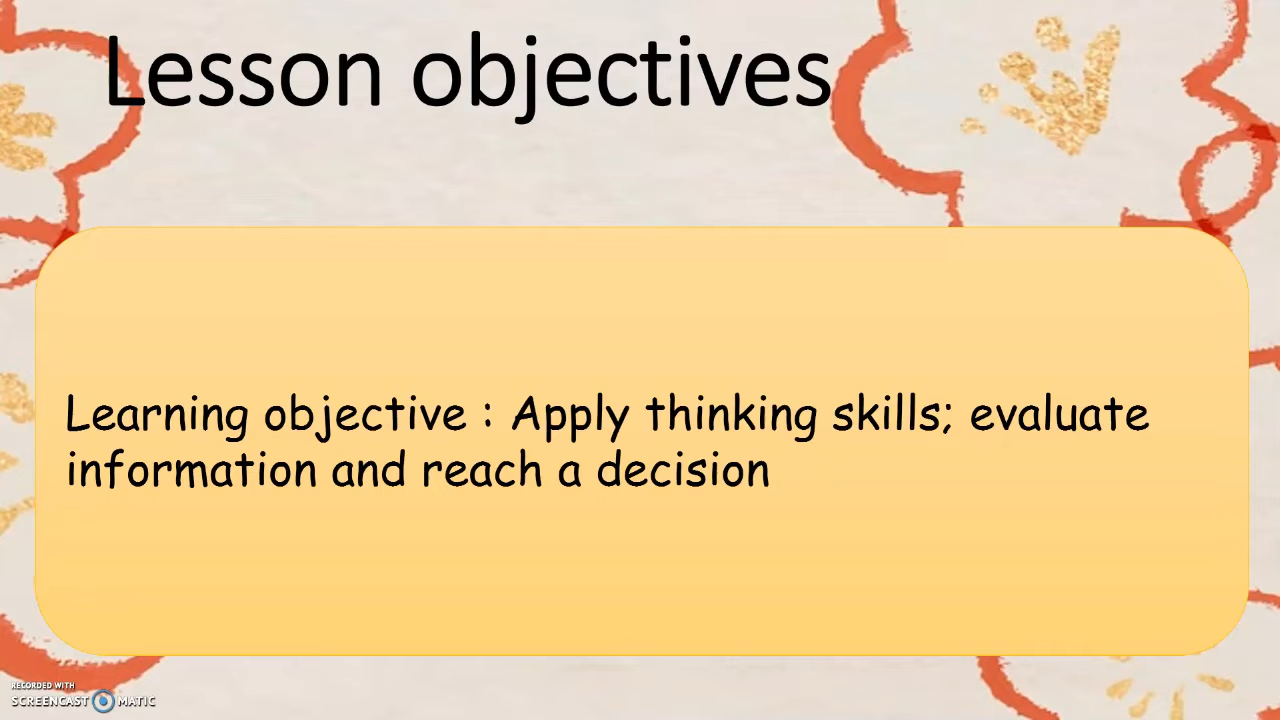 Lesson objectives
Learning objective : Apply thinking skills; evaluate
information and reach a decision
RECORDED WITH
SCREENCAST MATIC